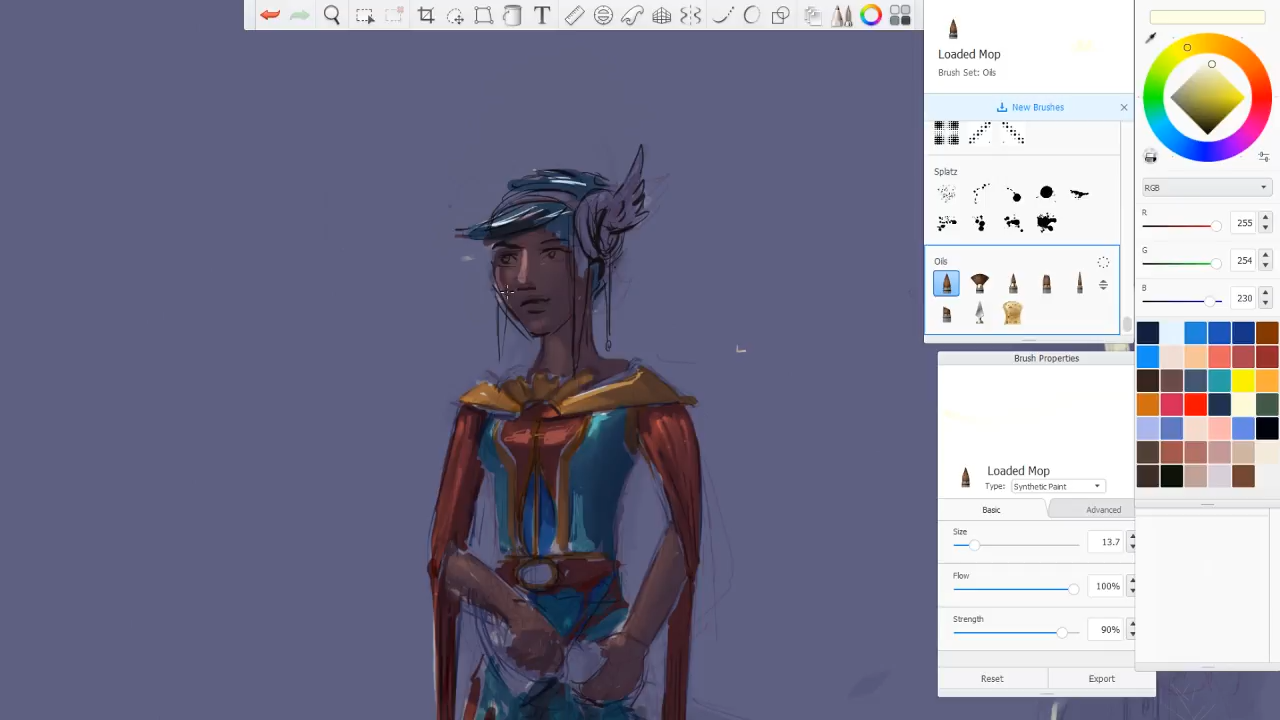 T
Loaded Mop
Brush Set: Oils
New Brushes
Splatz
Oils
RGB
R 255
G 254
B 230
Brush Properties
Loaded Mop
Type: Synthetic Paint
Basic Advanced
Size 13.7
Flow 100%
Strength 90%
Reset Export